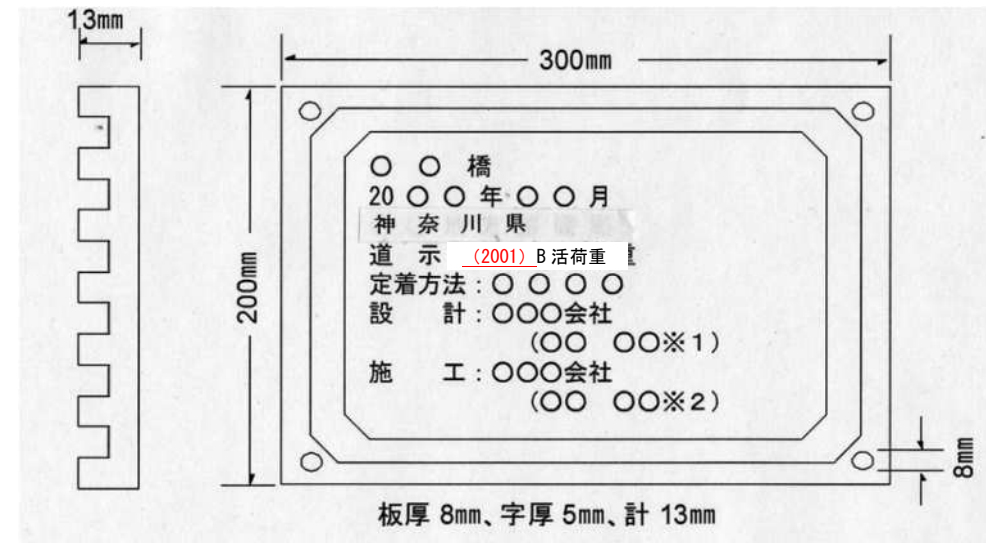 13mm
300mm
200mm
○ ○ 橋
20○○年○○月
神奈川県
道 示 (2001) B活荷重
定着方法:○○○○
設 計:○○○会社
(○○ ○○※1)
施 工:○○○会社
(○○ ○○※2)
8mm
板厚 8mm、字厚 5mm、計 13mm